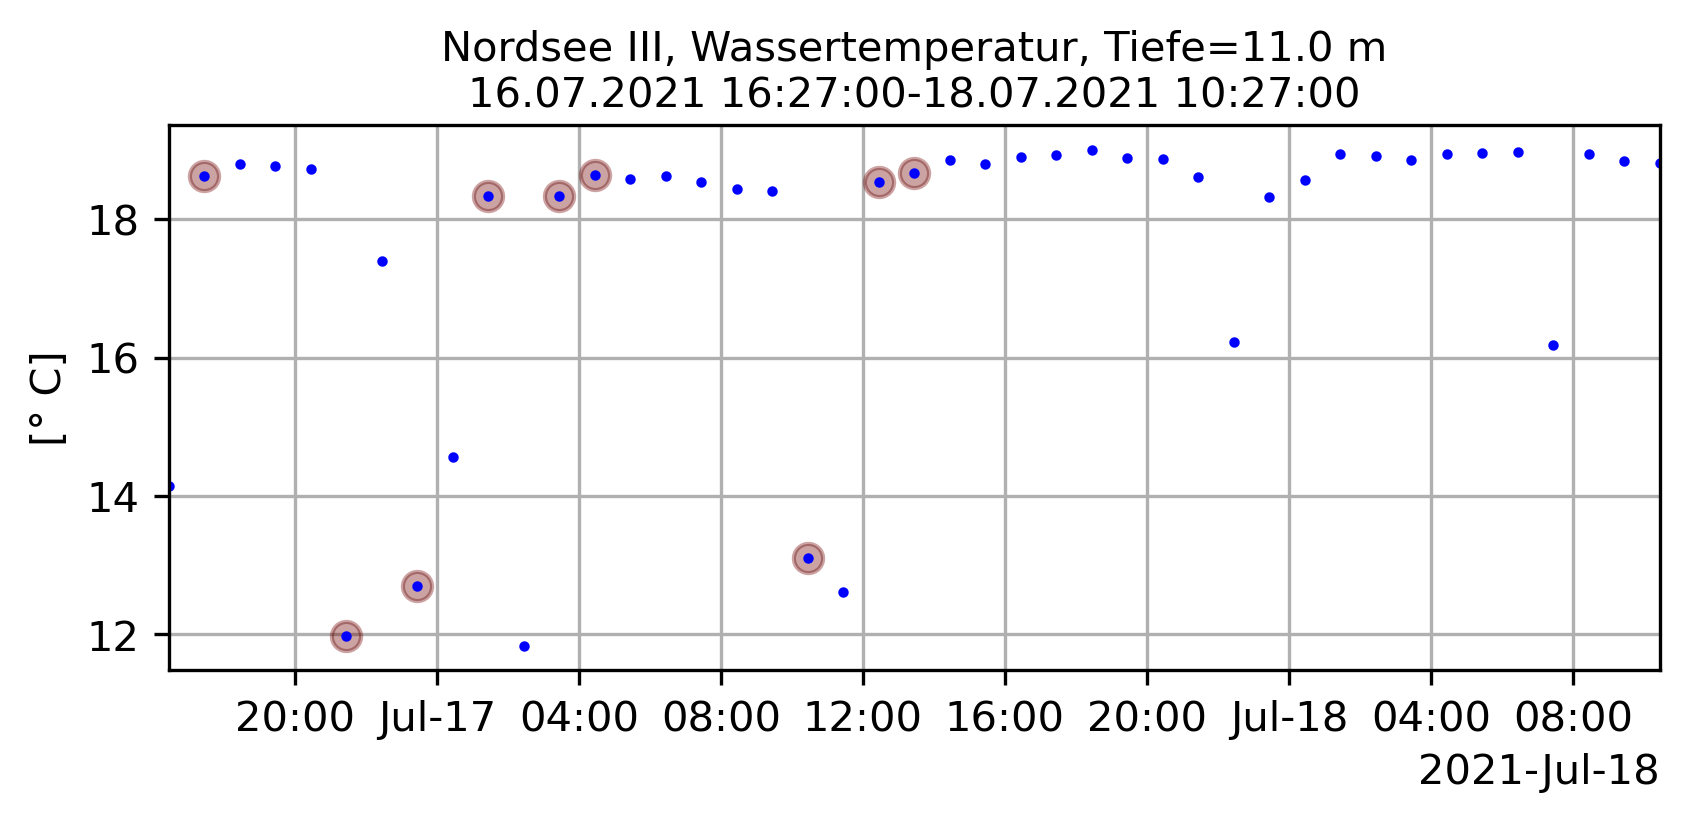 Nordsee III, Wassertemperatur, Tiefe=11.0 m
16.07.2021 16:27:00-18.07.2021 10:27:00
[° C]
18
16
14
12
20:00 Jul-17 04:00 08:00 12:00 16:00 20:00 Jul-18 04:00 08:00
2021-Jul-18